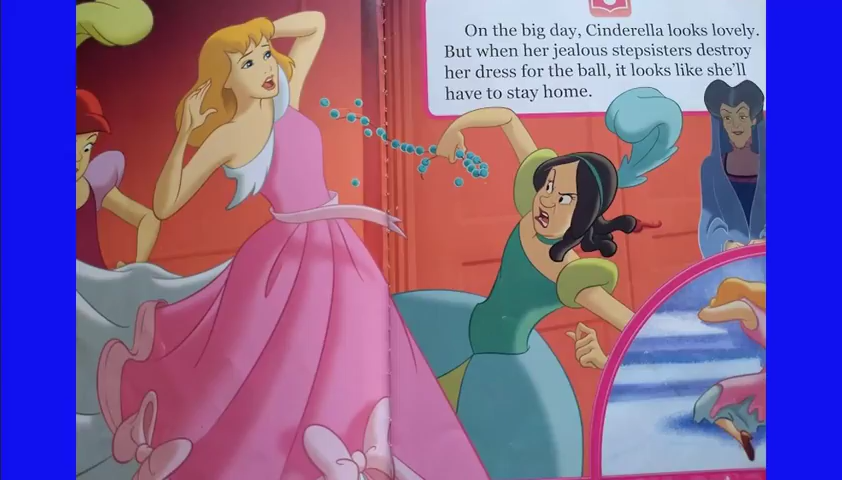 On the big day, Cinderella looks lovely.
But when her jealous stepsisters destroy
her dress for the ball, it looks like she'll
have to stay home.